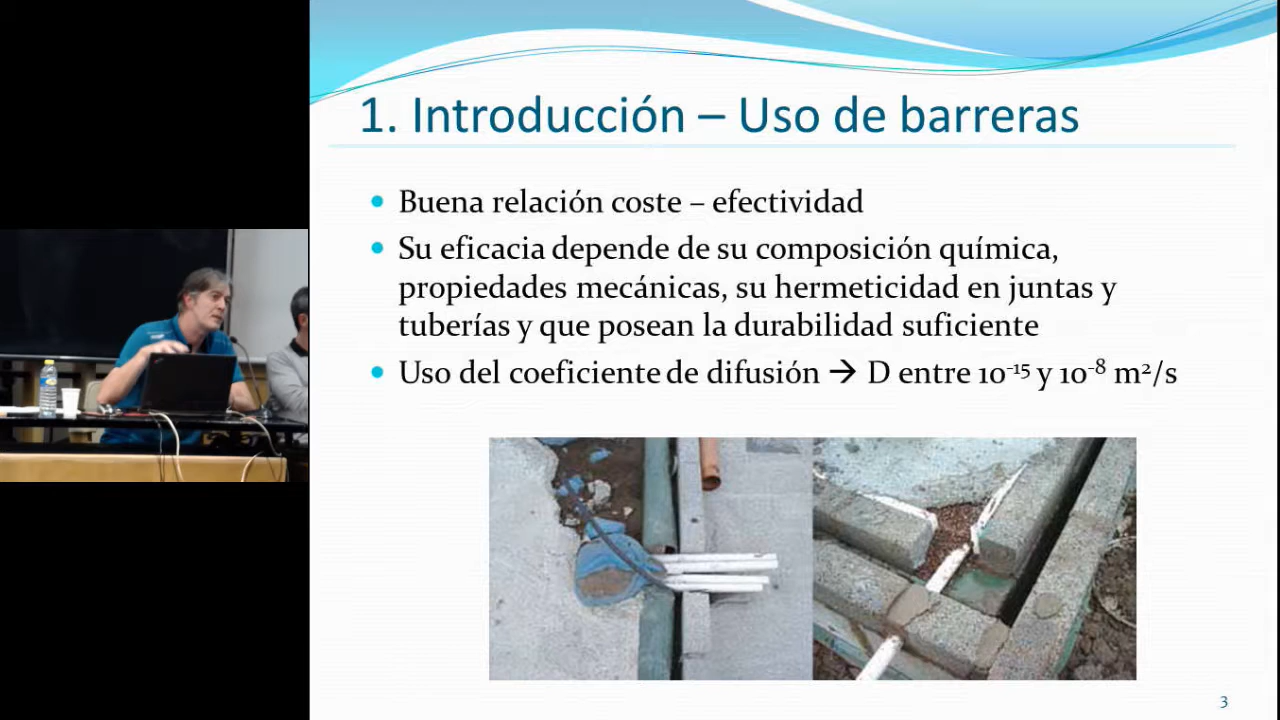 1. Introducción – Uso de barreras
• Buena relación coste – efectividad
• Su eficacia depende de su composición química,
propiedades mecánicas, su hermeticidad en juntas y
tuberías y que posean la durabilidad suficiente
• Uso del coeficiente de difusión → D entre 10⁻¹⁵ y 10⁻⁸ m²/s
3